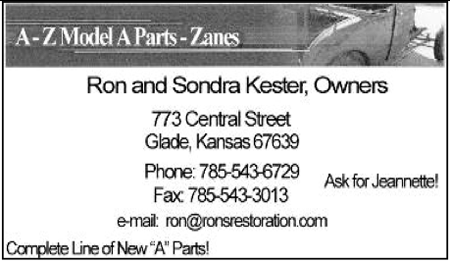 A - Z Model A Parts - Zanes
Ron and Sondra Kester, Owners
773 Central Street
Glade, Kansas 67639
Phone: 785-543-6729
Ask for Jeannette!
Fax: 785-543-3013
e-mail: ron@ronsrestoration.com
Complete Line of New "A" Parts!